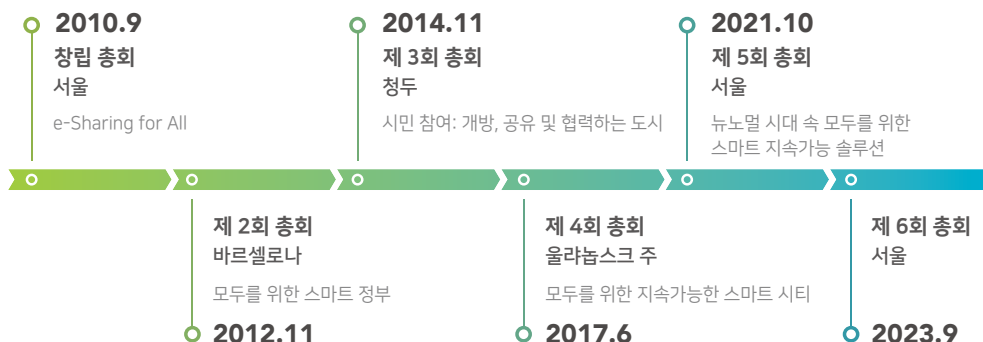 2010.9
창립 총회
서울
e-Sharing for All
2014.11
제 3회 총회
청두
시민 참여: 개방, 공유 및 협력하는 도시
2021.10
제 5회 총회
서울
뉴노멀 시대 속 모두를 위한
스마트 지속가능 솔루션
제 2회 총회
바르셀로나
모두를 위한 스마트 정부
2012.11
제 4회 총회
울랴놉스크 주
모두를 위한 지속가능한 스마트 시티
2017.6
제 6회 총회
서울
2023.9